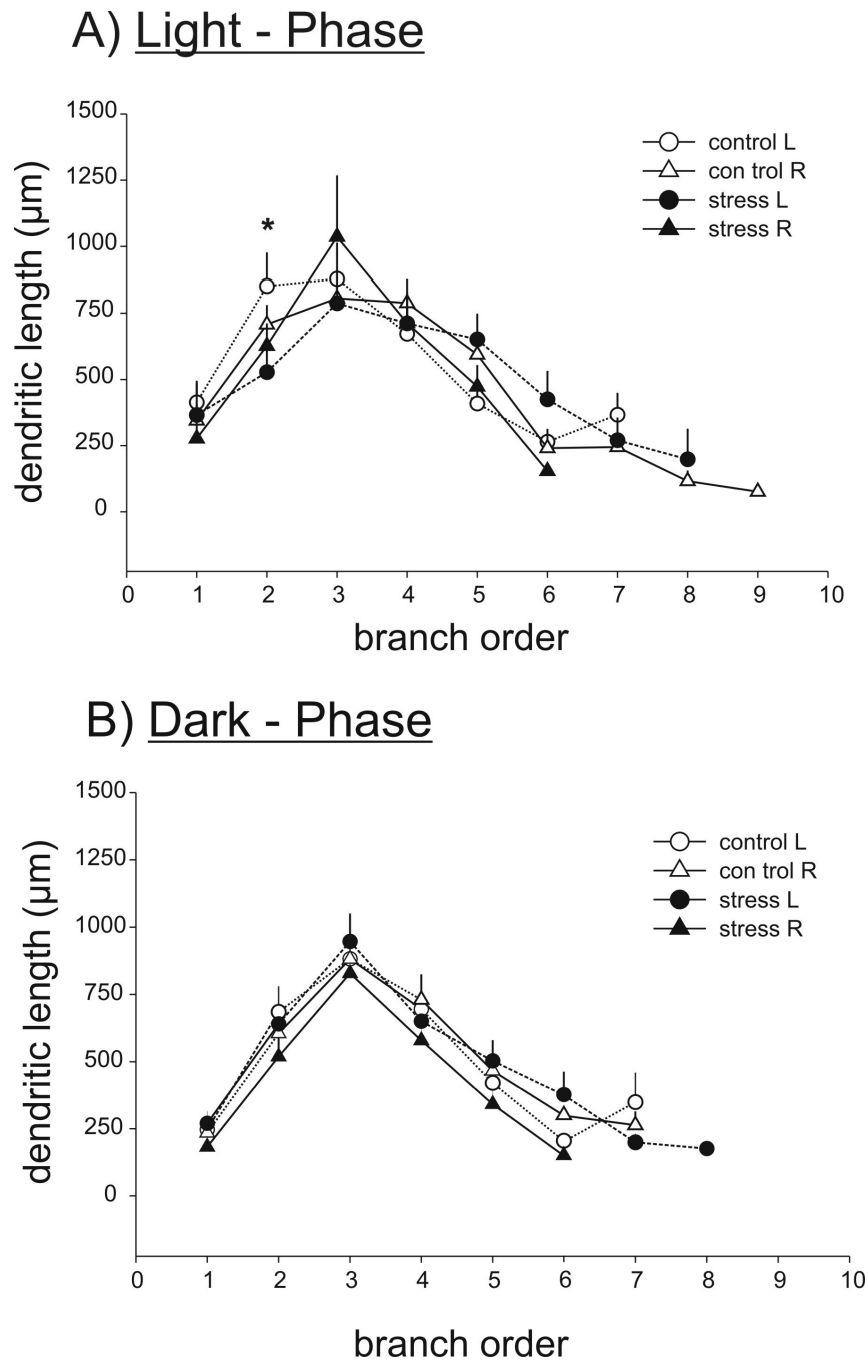 A) Light - Phase
1500
1250
1000
750
500
250
0
dendritic length (µm)
*
control L
con trol R
stress L
stress R
0 1 2 3 4 5 6 7 8 9 10
branch order
B) Dark - Phase
1500
1250
1000
750
500
250
0
dendritic length (µm)
control L
con trol R
stress L
stress R
0 1 2 3 4 5 6 7 8 9 10
branch order